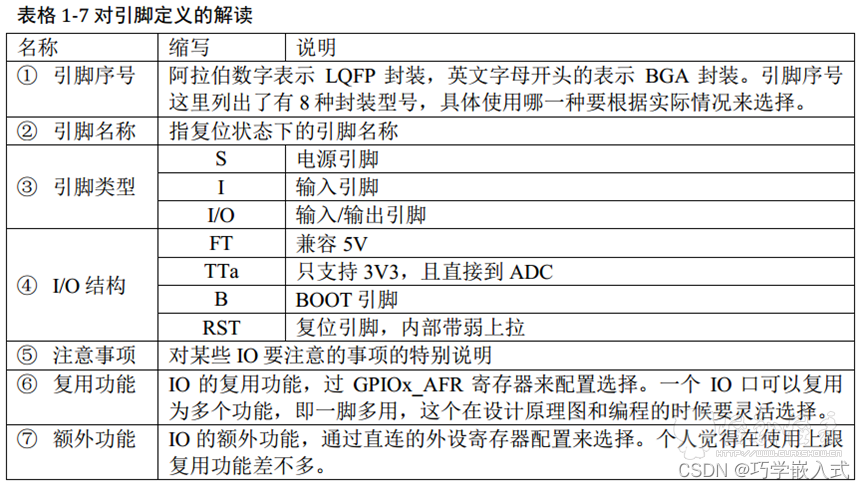 表格 1-7 对引脚定义的解读
名称 缩写 说明
① 引脚序号 阿拉伯数字表示 LQFP 封装，英文字母开头的表示 BGA 封装。引脚序号
这里列出了有 8 种封装型号，具体使用哪一种要根据实际情况来选择。
② 引脚名称 指复位状态下的引脚名称
③ 引脚类型 S 电源引脚
I 输入引脚
I/O 输入/输出引脚
④ I/O 结构 FT 兼容 5V
TTa 只支持 3V3，且直接到 ADC
B BOOT 引脚
RST 复位引脚，内部带弱上拉
⑤ 注意事项 对某些 IO 要注意的事项的特别说明
⑥ 复用功能 IO 的复用功能，过 GPIOx_AFR 寄存器来配置选择。一个 IO 口可以复用
为多个功能，即一脚多用，这个在设计原理图和编程的时候要灵活选择。
⑦ 额外功能 IO 的额外功能，通过直连的外设寄存器配置来选择。个人觉得在使用上跟
复用功能差不多。
CSDN @巧学嵌入式